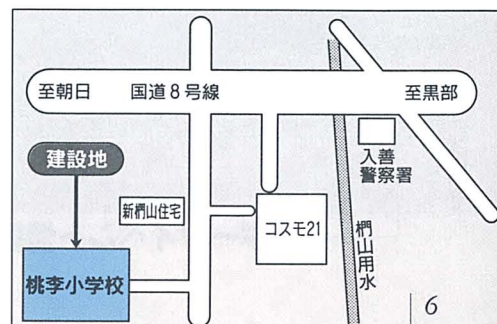 至朝日
国道8号線
至黒部
建設地
入善
警察署
新椚山住宅
コスモ21
椚山用水
桃李小学校
6